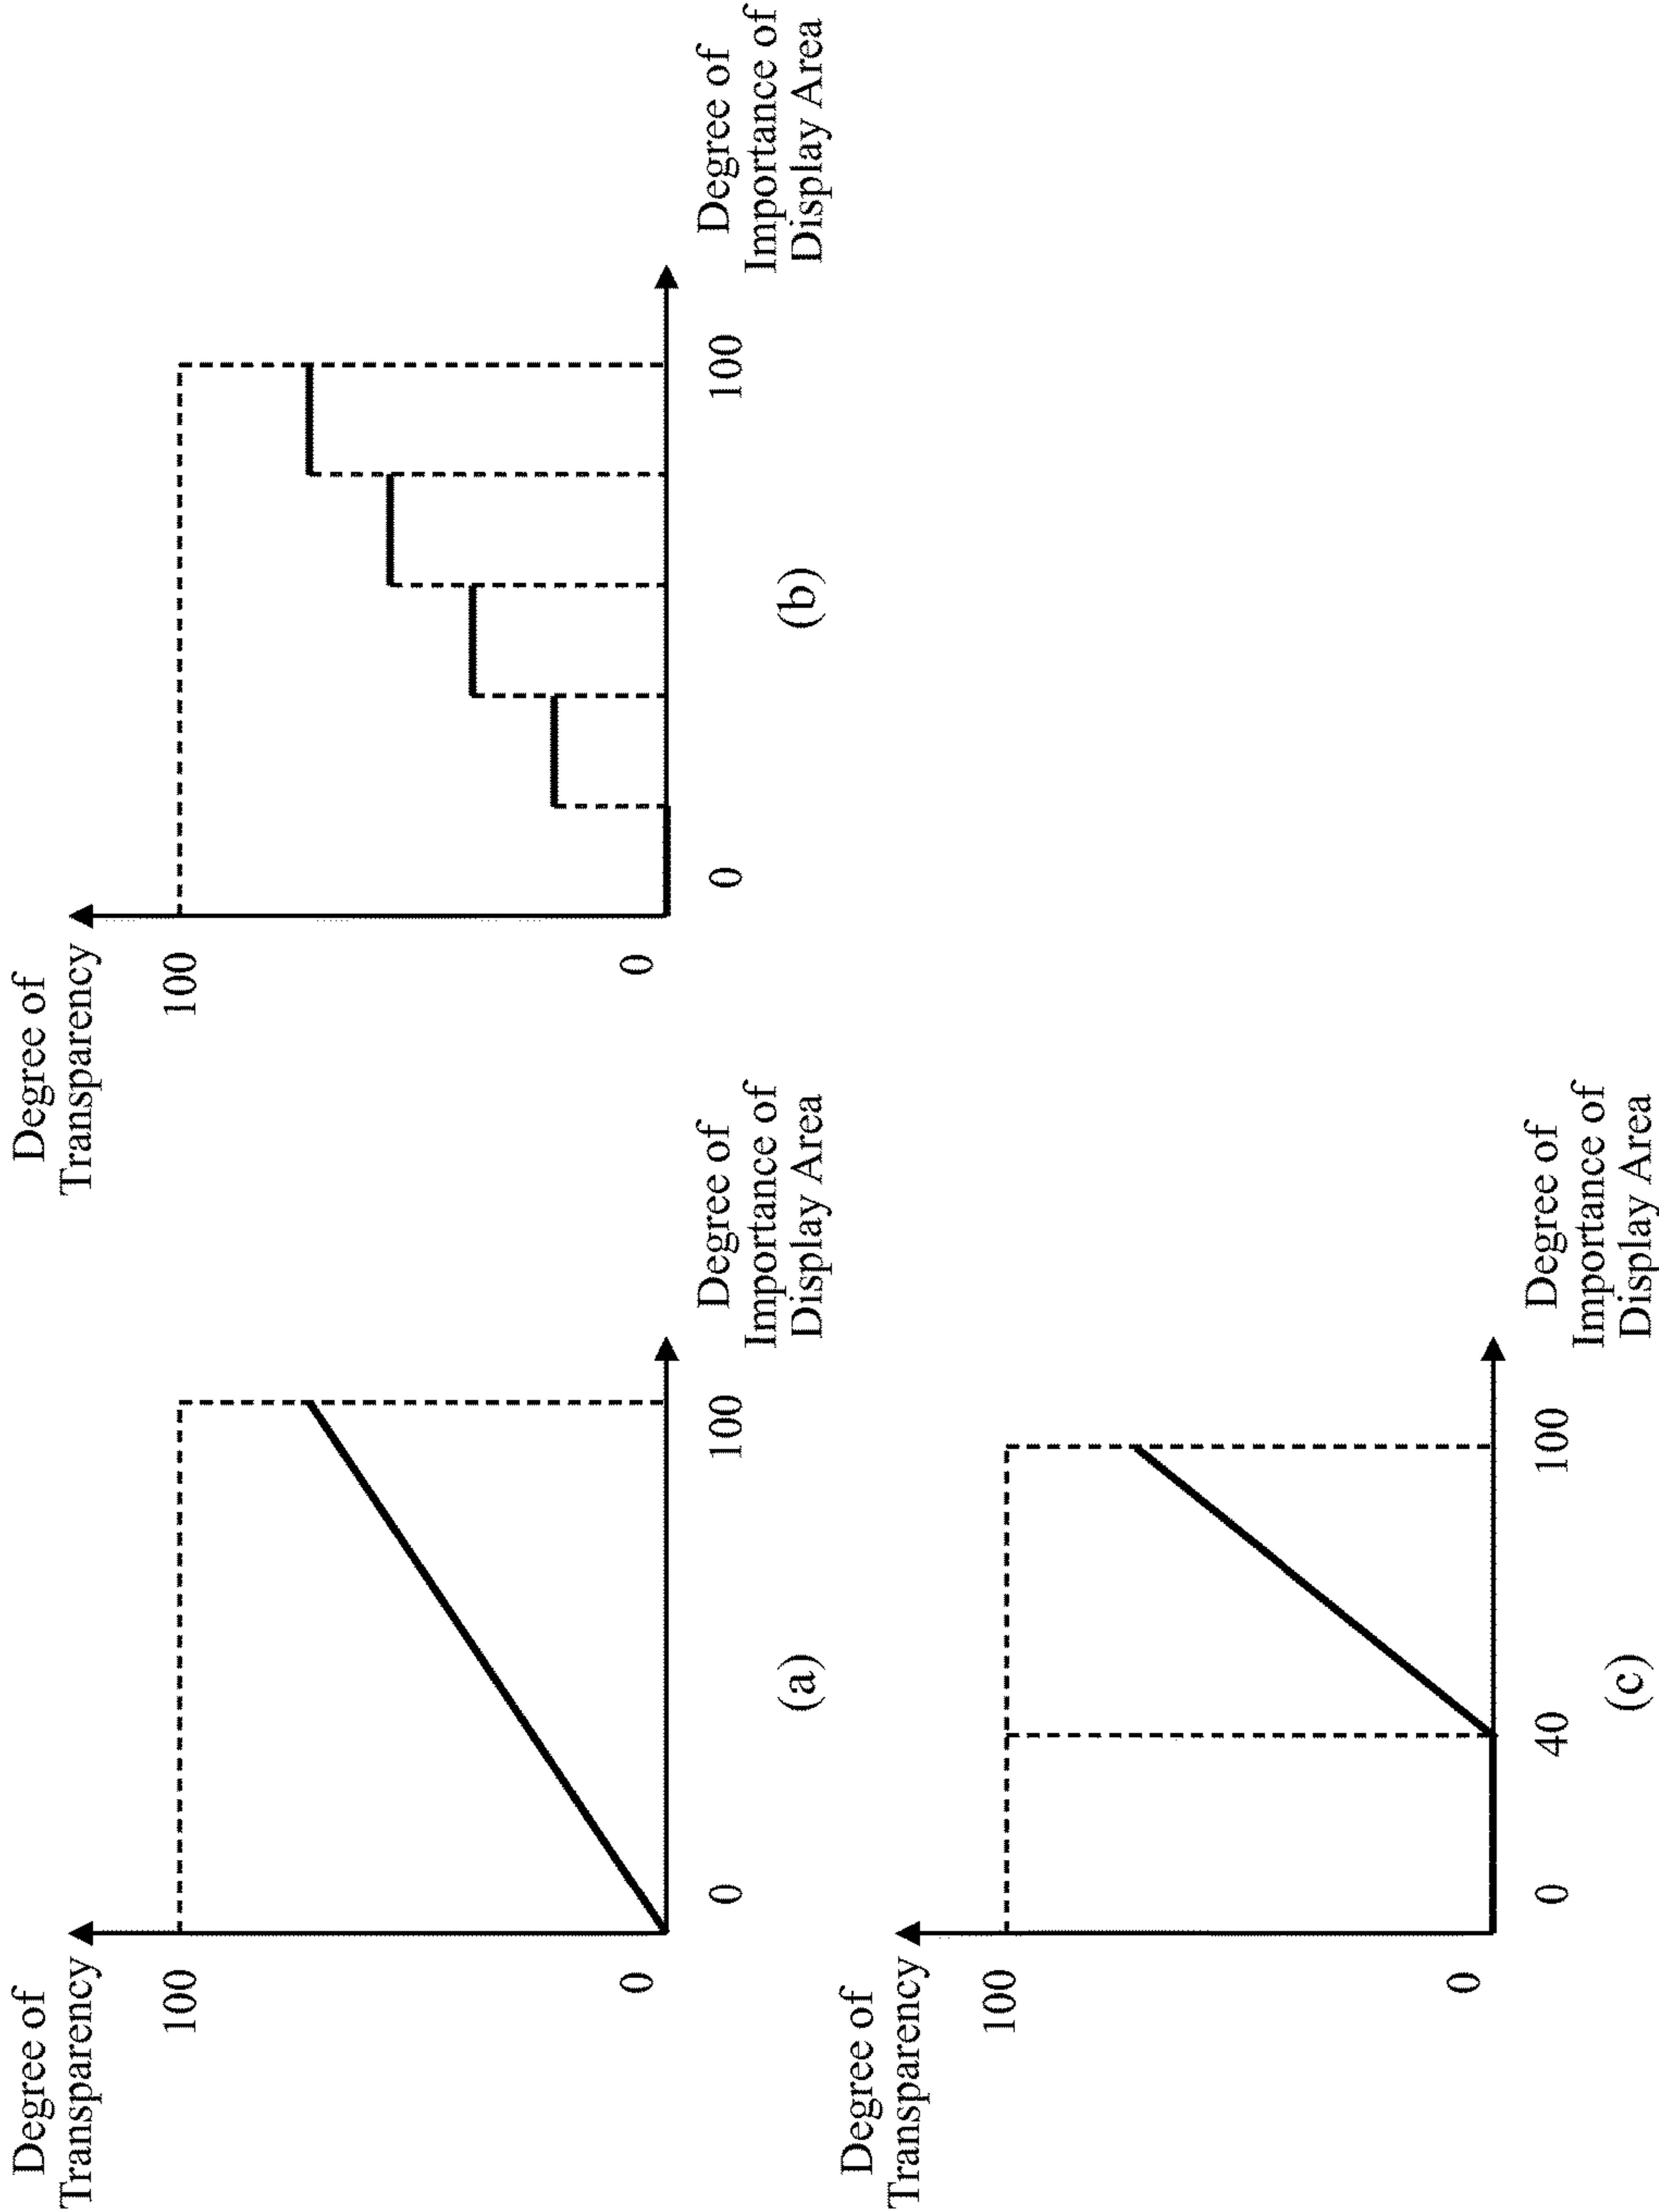 Degree of
Transparency
100
0
0
100
Degree of
Importance of
Display Area
(a)
Degree of
Transparency
100
0
0
100
Degree of
Importance of
Display Area
(b)
Degree of
Transparency
100
0
0
40
100
Degree of
Importance of
Display Area
(c)